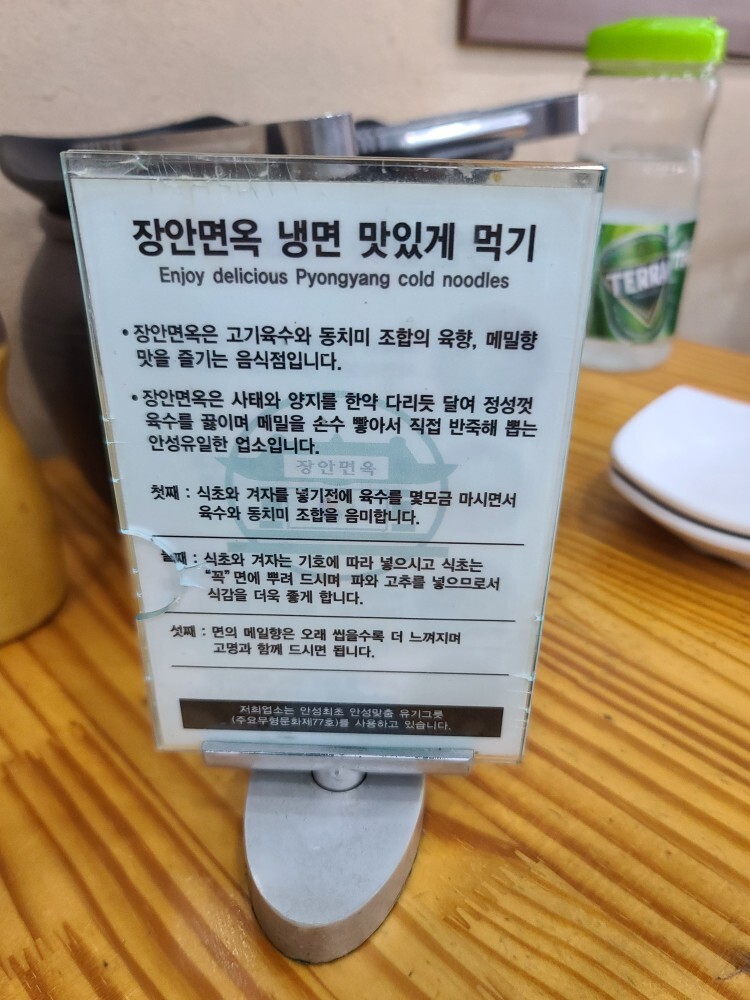 장안면옥 냉면 맛있게 먹기
Enjoy delicious Pyongyang cold noodles
• 장안면옥은 고기육수와 동치미 조합의 육향, 메밀향
맛을 즐기는 음식점입니다.
• 장안면옥은 사태와 양지를 한약 다리듯 달여 정성껏
육수를 끓이며 메밀을 손수 빻아서 직접 반죽해 뽑는
안성유일한 업소입니다.
장안면옥
첫째 : 식초와 겨자를 넣기전에 육수를 몇모금 마시면서
육수와 동치미 조합을 음미합니다.
둘째 : 식초와 겨자는 기호에 따라 넣으시고 식초는
"꼭" 면에 뿌려 드시며 파와 고추를 넣으므로서
식감을 더욱 좋게 합니다.
셋째 : 면의 메일향은 오래 씹을수록 더 느껴지며
고명과 함께 드시면 됩니다.
저희업소는 안성최초 안성맞춤 유기그릇
(주요무형문화제77호)를 사용하고 있습니다.
TERRA